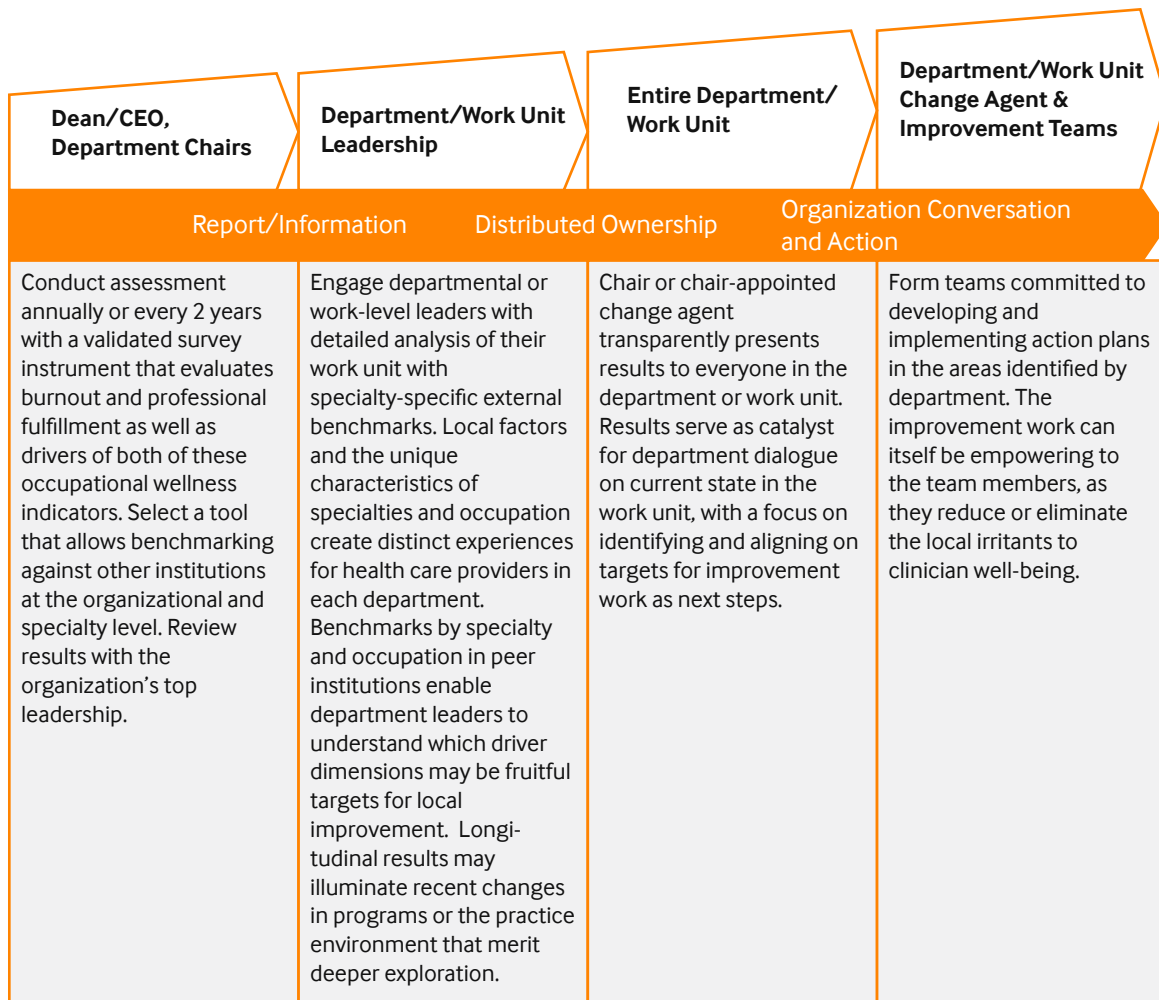 Dean/CEO,
Department Chairs
Department/Work Unit
Leadership
Entire Department/
Work Unit
Department/Work Unit
Change Agent &
Improvement Teams
Report/Information
Distributed Ownership
Organization Conversation
and Action
Conduct assessment
annually or every 2 years
with a validated survey
instrument that evaluates
burnout and professional
fulfillment as well as
drivers of both of these
occupational wellness
indicators. Select a tool
that allows benchmarking
against other institutions
at the organizational and
specialty level. Review
results with the
organization’s top
leadership.
Engage departmental or
work-level leaders with
detailed analysis of their
work unit with
specialty-specific external
benchmarks. Local factors
and the unique
characteristics of
specialties and occupation
create distinct experiences
for health care providers in
each department.
Benchmarks by specialty
and occupation in peer
institutions enable
department leaders to
understand which driver
dimensions may be fruitful
targets for local
improvement.  Longi-
tudinal results may
illuminate recent changes
in programs or the practice
environment that merit
deeper exploration.
Chair or chair-appointed
change agent
transparently presents
results to everyone in the
department or work unit.
Results serve as catalyst
for department dialogue
on current state in the
work unit, with a focus on
identifying and aligning on
targets for improvement
work as next steps.
Form teams committed to
developing and
implementing action plans
in the areas identified by
department. The
improvement work can
itself be empowering to
the team members, as
they reduce or eliminate
the local irritants to
clinician well-being.